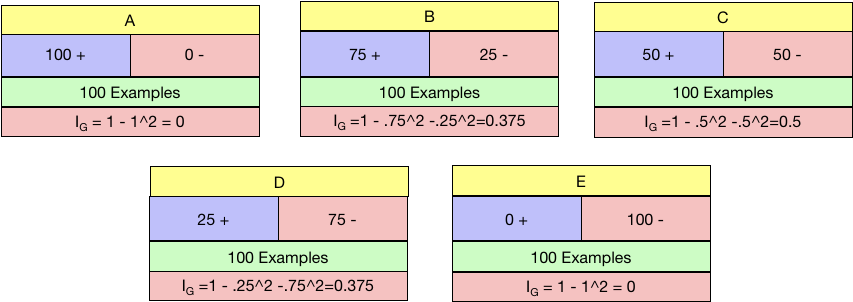 A
100 +
0 -
100 Examples
I_G = 1 - 1^2 = 0
B
75 +
25 -
100 Examples
I_G =1 - .75^2 -.25^2=0.375
C
50 +
50 -
100 Examples
I_G =1 - .5^2 -.5^2=0.5
D
25 +
75 -
100 Examples
I_G =1 - .25^2 -.75^2=0.375
E
0 +
100 -
100 Examples
I_G = 1 - 1^2 = 0